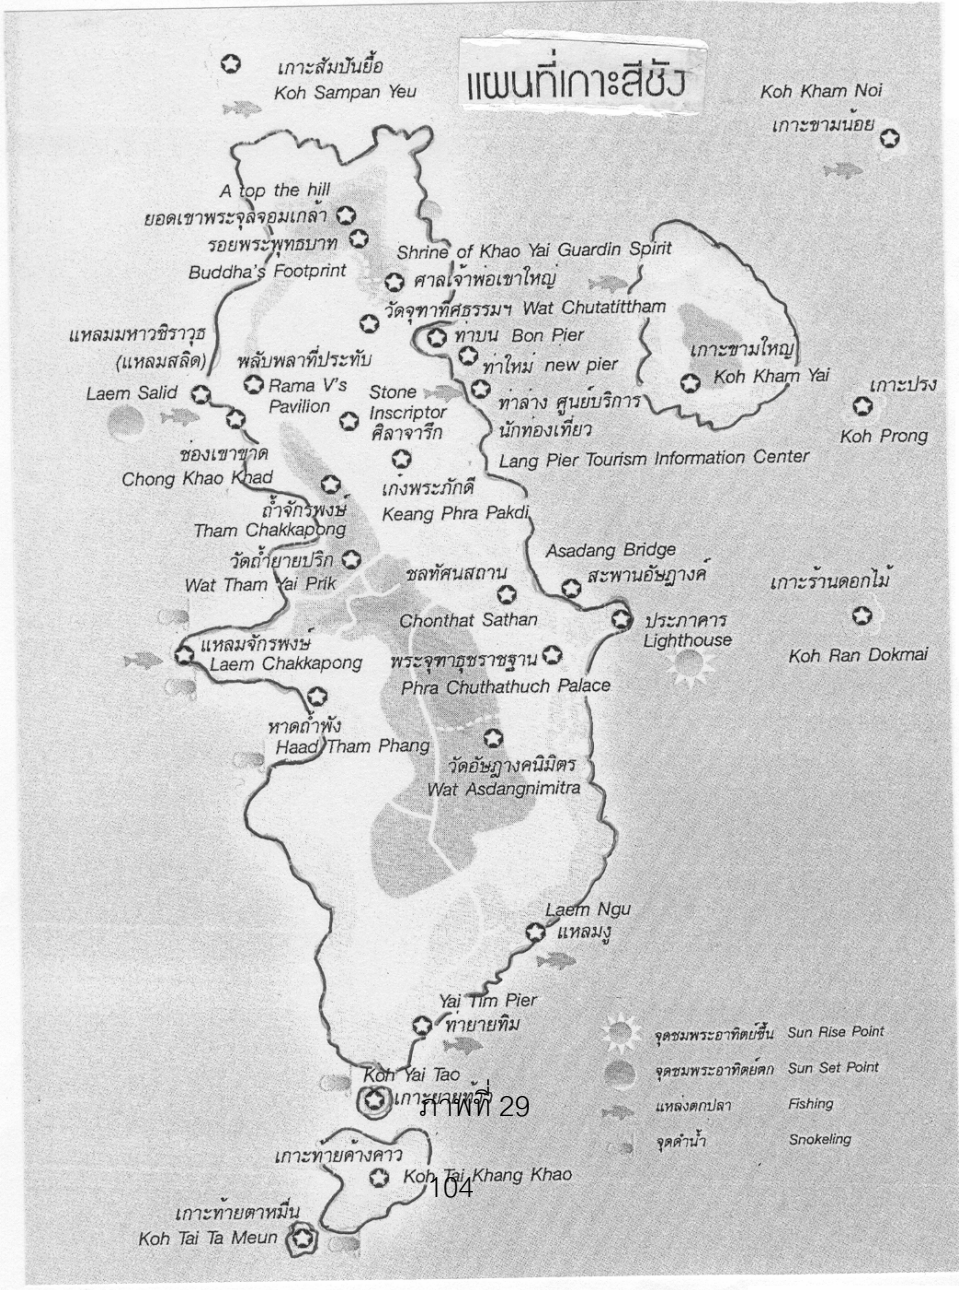 แผนที่เกาะสีชัง
เกาะสัมปันยื้อ
Koh Sampan Yeu
Koh Kham Noi
เกาะขามน้อย
A top the hill
ยอดเขาพระจุลจอมเกล้า
รอยพระพุทธบาท
Buddha's Footprint
Shrine of Khao Yai Guardin Spirit
ศาลเจ้าพ่อเขาใหญ่
วัดจุฑาทิศธรรมฯ Wat Chutatittham
ท่าบน Bon Pier
ท่าใหม่ new pier
ท่าล่าง ศูนย์บริการ
นักท่องเที่ยว
Lang Pier Tourism Information Center
เกาะขามใหญ่
Koh Kham Yai
เกาะปรง
Koh Prong
แหลมมหาวชิราวุธ
(แหลมสลิด)
Laem Salid
พลับพลาที่ประทับ
Rama V's
Pavilion
Stone
Inscriptor
ศิลาจารึก
ช่องเขาขาด
Chong Khao Khad
เก๋งพระภักดี
Keang Phra Pakdi
ถ้ำจักรพงษ์
Tham Chakkapong
วัดถ้ำยายปริก
Wat Tham Yai Prik
ชลทัศนสถาน
Chonthat Sathan
Asadang Bridge
สะพานอัษฎางค์
ประภาคาร
Lighthouse
เกาะร้านดอกไม้
Koh Ran Dokmai
แหลมจักรพงษ์
Laem Chakkapong
พระจุฑาธุชราชฐาน
Phra Chuthathuch Palace
หาดถ้ำพัง
Haad Tham Phang
วัดอัษฎางคนิมิตร
Wat Asdangnimitra
Laem Ngu
แหลมงู
Yai Tim Pier
ท่ายายทิม
จุดชมพระอาทิตย์ขึ้น Sun Rise Point
จุดชมพระอาทิตย์ตก Sun Set Point
แหล่งตกปลา Fishing
จุดดำน้ำ Snokeling
Koh Yai Tao
ภาพที่ 29
เกาะท้ายค้างคาว
Koh Tai Khang Khao
104
เกาะท้ายตาหมื่น
Koh Tai Ta Meun